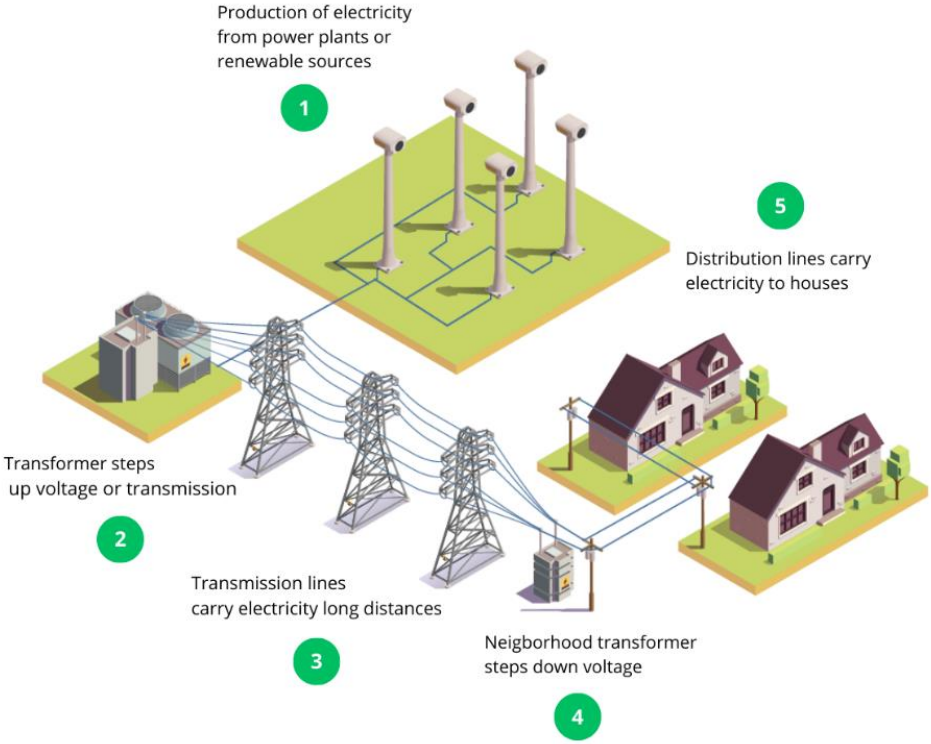 Production of electricity
from power plants or
renewable sources
1
5
Distribution lines carry
electricity to houses
Transformer steps
up voltage or transmission
2
Transmission lines
carry electricity long distances
3
Neigborhood transformer
steps down voltage
4